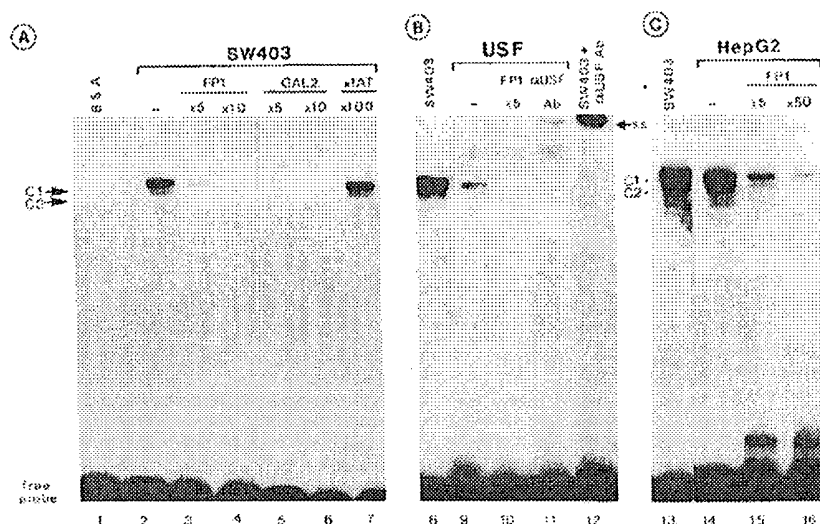 A
SW403
B S A
–
FP1
x5
x10
GAL2
x5
x10
α1AT
x100
C1
C2
free
probe
1
2
3
4
5
6
7
B
SW403
USF
–
FP1
x5
αUSF
Ab
SW403 +
αUSF Ab
ss
8
9
10
11
12
C
SW403
HepG2
–
FP1
x5
x50
C1
C2
13
14
15
16